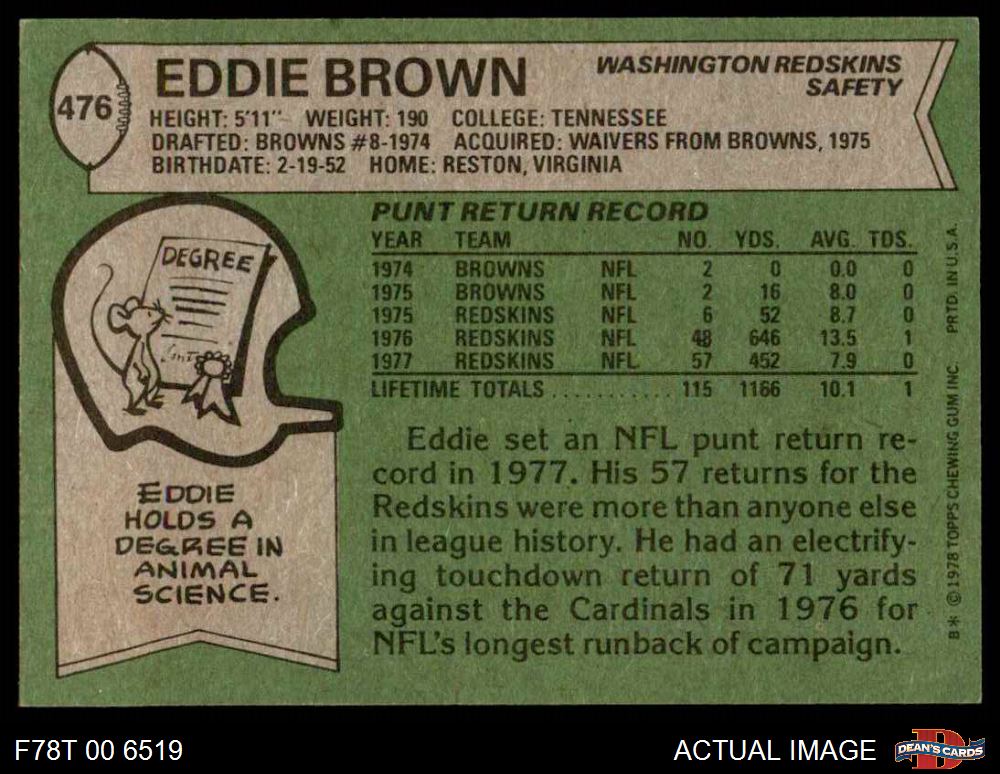 476
EDDIE BROWN
WASHINGTON REDSKINS
SAFETY
HEIGHT: 5'11" WEIGHT: 190 COLLEGE: TENNESSEE
DRAFTED: BROWNS #8-1974 ACQUIRED: WAIVERS FROM BROWNS, 1975
BIRTHDATE: 2-19-52 HOME: RESTON, VIRGINIA
DEGREE
EDDIE
HOLDS A
DEGREE IN
ANIMAL
SCIENCE.
PUNT RETURN RECORD
YEAR TEAM NO. YDS. AVG. TDS.
1974 BROWNS NFL 2 0 0.0 0
1975 BROWNS NFL 2 16 8.0 0
1975 REDSKINS NFL 6 52 8.7 0
1976 REDSKINS NFL 48 646 13.5 1
1977 REDSKINS NFL 57 452 7.9 0
LIFETIME TOTALS........... 115 1166 10.1 1
Eddie set an NFL punt return re-
cord in 1977. His 57 returns for the
Redskins were more than anyone else
in league history. He had an electrify-
ing touchdown return of 71 yards
against the Cardinals in 1976 for
NFL's longest runback of campaign.
B* ©1978 TOPPS CHEWING GUM INC. PRTD. IN U.S.A.
F78T 00 6519
ACTUAL IMAGE
D
DEAN'S CARDS